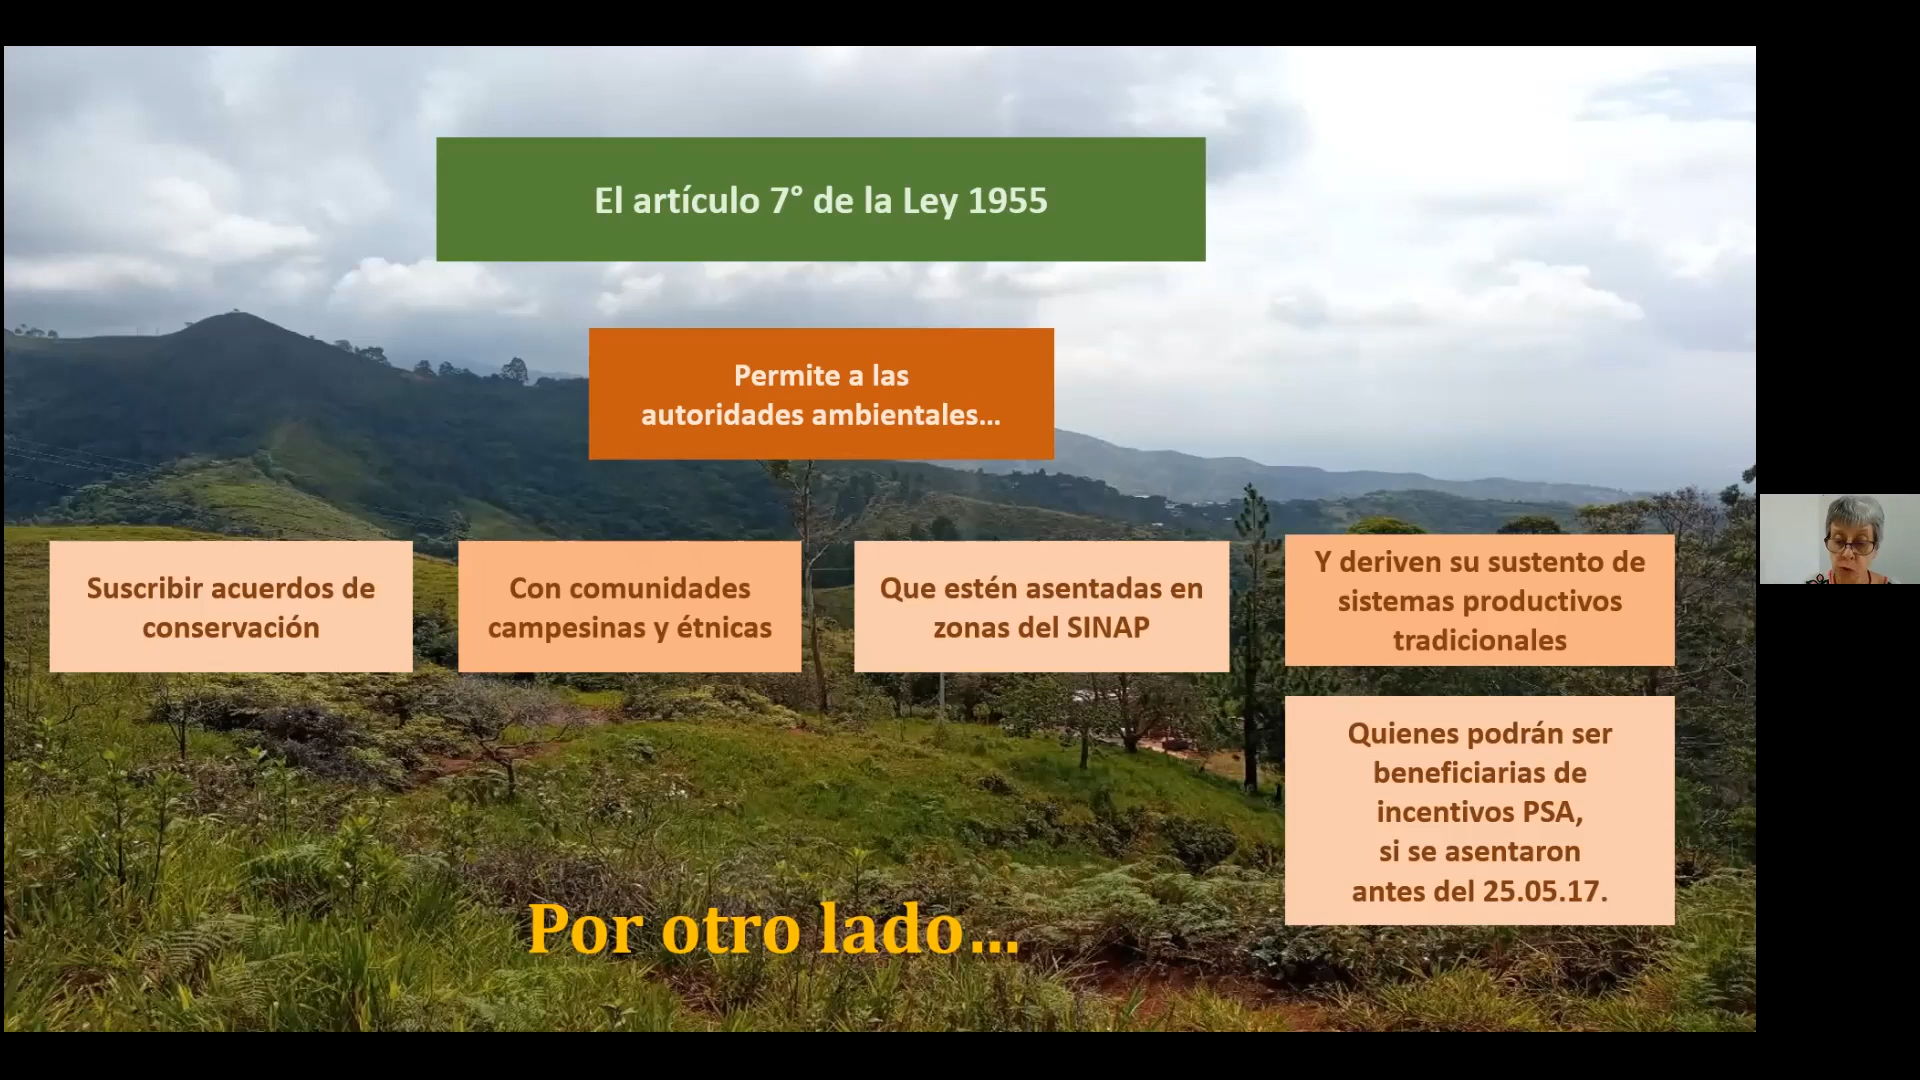 El artículo 7° de la Ley 1955
Permite a las
autoridades ambientales...
Suscribir acuerdos de
conservación
Con comunidades
campesinas y étnicas
Que estén asentadas en
zonas del SINAP
Y deriven su sustento de
sistemas productivos
tradicionales
Quienes podrán ser
beneficiarias de
incentivos PSA,
si se asentaron
antes del 25.05.17.
Por otro lado...